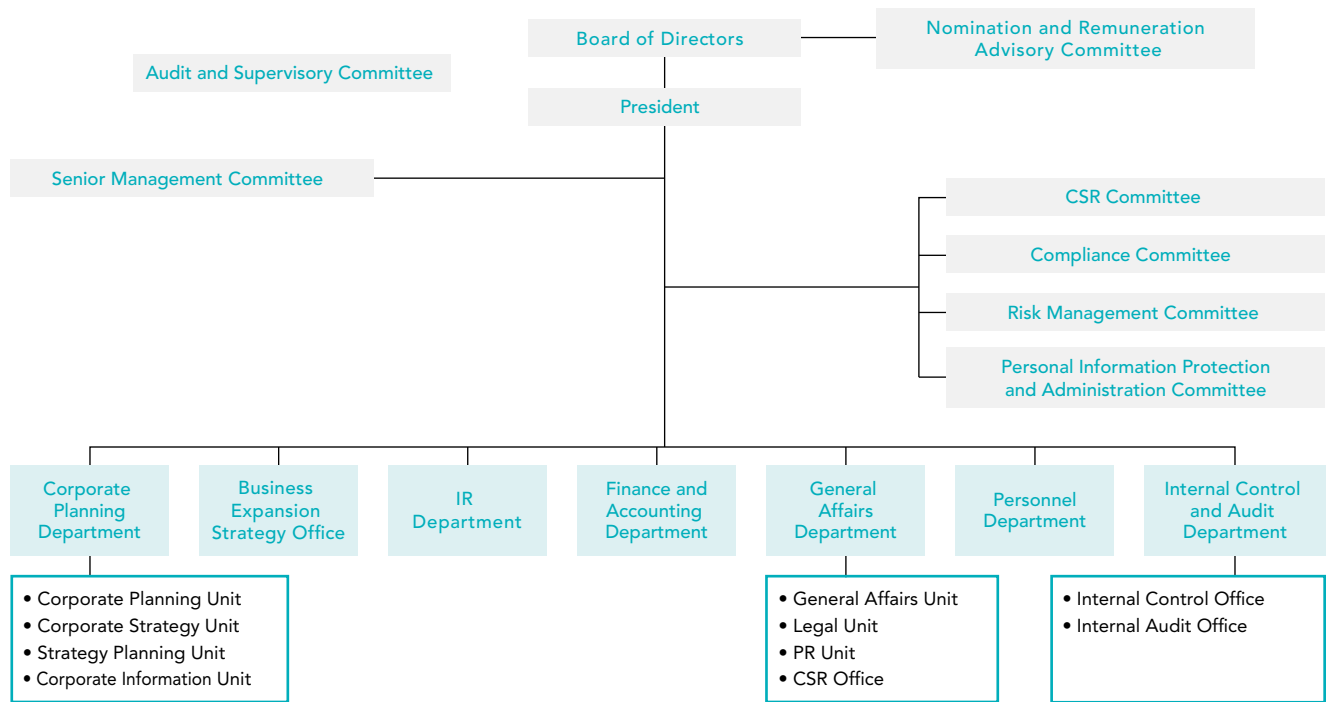 Board of Directors
Nomination and Remuneration
Advisory Committee
Audit and Supervisory Committee
President
Senior Management Committee
CSR Committee
Compliance Committee
Risk Management Committee
Personal Information Protection
and Administration Committee
Corporate
Planning
Department
Business
Expansion
Strategy Office
IR
Department
Finance and
Accounting
Department
General
Affairs
Department
Personnel
Department
Internal Control
and Audit
Department
• Corporate Planning Unit
• Corporate Strategy Unit
• Strategy Planning Unit
• Corporate Information Unit
• General Affairs Unit
• Legal Unit
• PR Unit
• CSR Office
• Internal Control Office
• Internal Audit Office